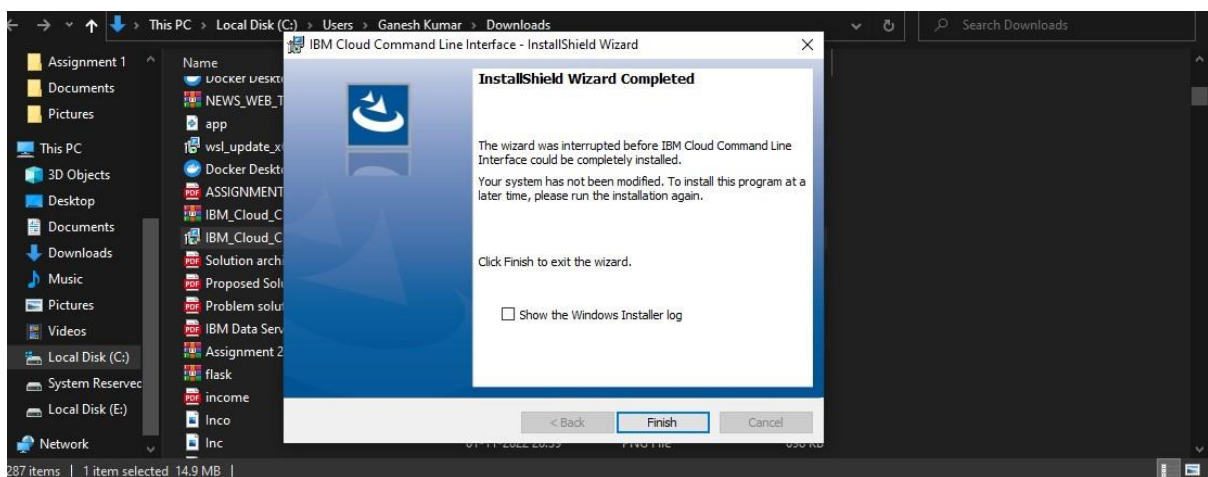 This PC > Local Disk (C:) > Users > Ganesh Kumar > Downloads
Search Downloads
Assignment 1
Documents
Pictures
This PC
3D Objects
Desktop
Documents
Downloads
Music
Pictures
Videos
Local Disk (C:)
System Reserved
Local Disk (E:)
Network
Name
Docker Deskt
NEWS_WEB_T
app
wsl_update_x
Docker Deskt
ASSIGNMENT
IBM_Cloud_C
IBM_Cloud_C
Solution archi
Proposed Solu
Problem solut
IBM Data Serv
Assignment 2
flask
income
Inco
Inc
IBM Cloud Command Line Interface - InstallShield Wizard
InstallShield Wizard Completed
The wizard was interrupted before IBM Cloud Command Line
Interface could be completely installed.
Your system has not been modified. To install this program at a
later time, please run the installation again.
Click Finish to exit the wizard.
Show the Windows Installer log
< Back
Finish
Cancel
PNG File
287 items
1 item selected 14.9 MB